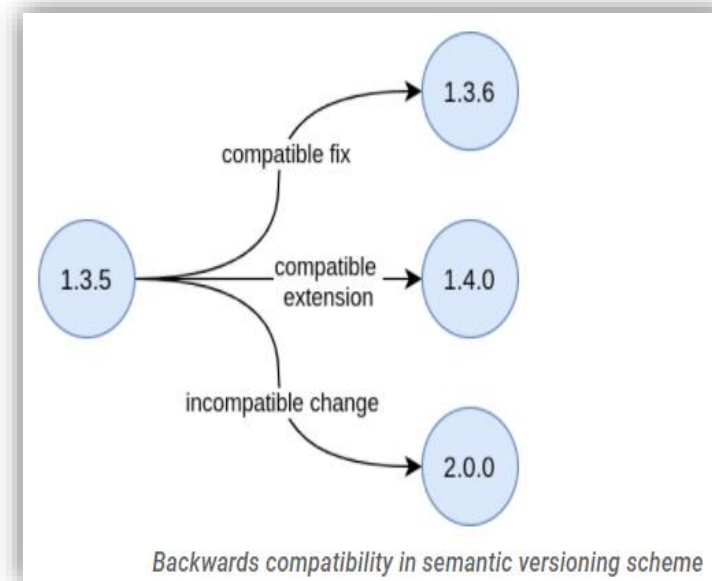 1.3.6
compatible fix
1.3.5
compatible
extension
1.4.0
incompatible change
2.0.0
Backwards compatibility in semantic versioning scheme